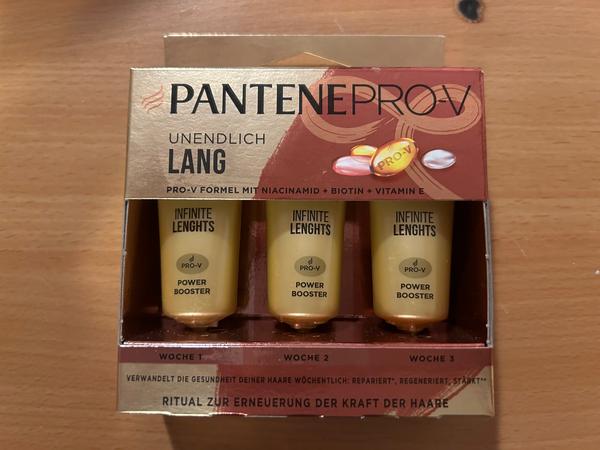 PANTENE PRO-V
UNENDLICH
LANG
PRO-V
PRO-V FORMEL MIT NIACINAMID + BIOTIN + VITAMIN E
INFINITE
LENGHTS
PRO-V
POWER
BOOSTER
INFINITE
LENGHTS
PRO-V
POWER
BOOSTER
INFINITE
LENGHTS
PRO-V
POWER
BOOSTER
WOCHE 1 WOCHE 2 WOCHE 3
VERWANDELT DIE GESUNDHEIT DEINER HAARE WÖCHENTLICH: REPARIERT*, REGENERIERT, STÄRKT**
RITUAL ZUR ERNEUERUNG DER KRAFT DER HAARE